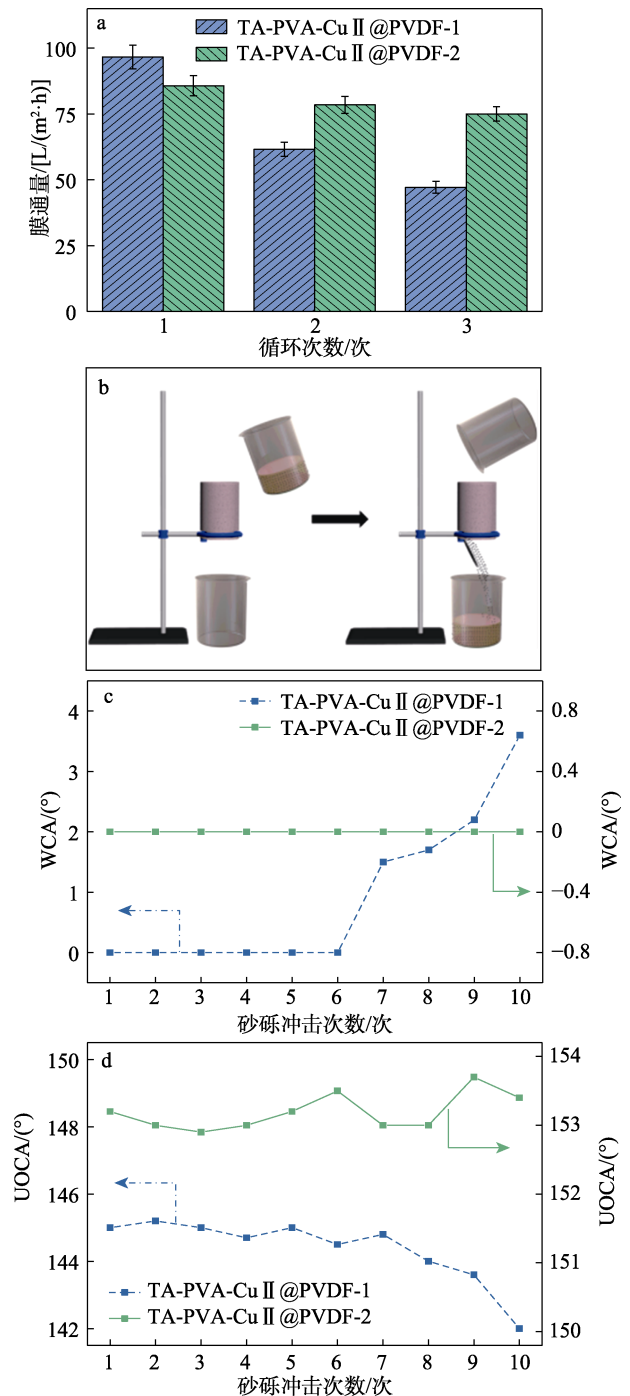 a
TA-PVA-CuⅡ@PVDF-1
TA-PVA-CuⅡ@PVDF-2
膜通量/[L/(m²·h)]
100
75
50
25
0
1 2 3
循环次数/次
b
c
TA-PVA-CuⅡ@PVDF-1
TA-PVA-CuⅡ@PVDF-2
WCA/(°)
4
3
2
1
0
WCA/(°)
0.8
0.4
0
−0.4
−0.8
1 2 3 4 5 6 7 8 9 10
砂砾冲击次数/次
d
UOCA/(°)
150
148
146
144
142
UOCA/(°)
154
153
152
151
150
TA-PVA-CuⅡ@PVDF-1
TA-PVA-CuⅡ@PVDF-2
1 2 3 4 5 6 7 8 9 10
砂砾冲击次数/次